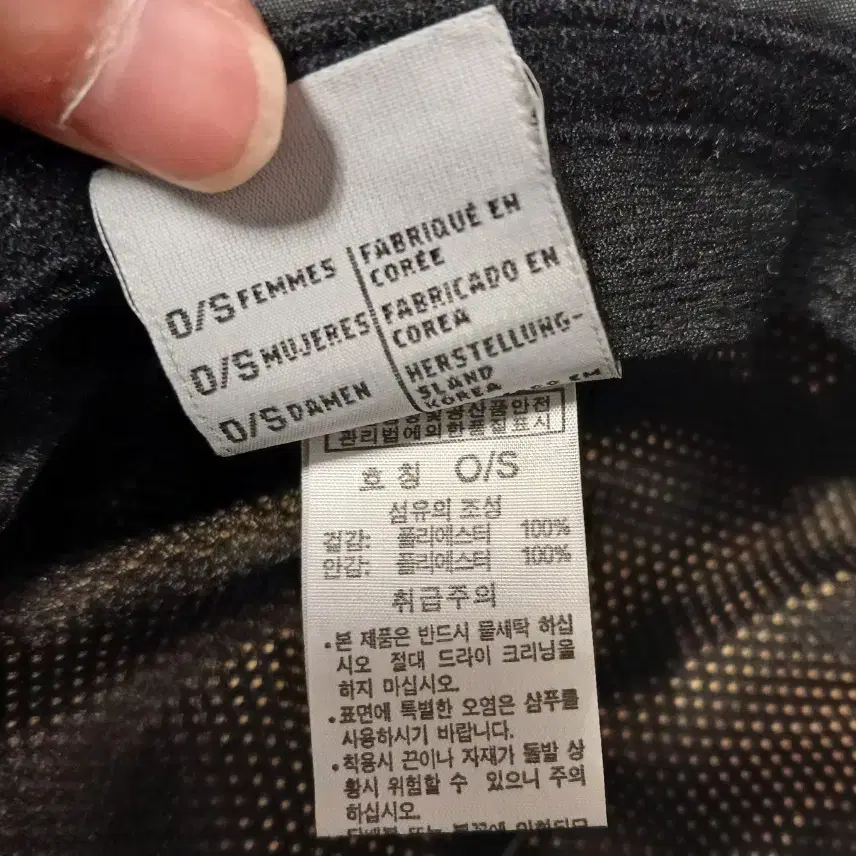 O/S FEMMES
FABRIQUÉ EN
CORÉE
O/S MUJERES
FABRICADO EN
COREA
O/S DAMEN
HERSTELLUNG-
SLAND
KOREA
관리법에의한품질표시
호칭 O/S
섬유의 조성
겉감: 폴리에스터 100%
안감: 폴리에스터 100%
취급주의
•본 제품은 반드시 물세탁 하십
시오 절대 드라이 크리닝을
하지 마십시오.
•표면에 특별한 오염은 샴푸를
사용하시기 바랍니다.
•착용시 끈이나 자재가 돌발 상
황시 위험할 수 있으니 주의
하십시오.